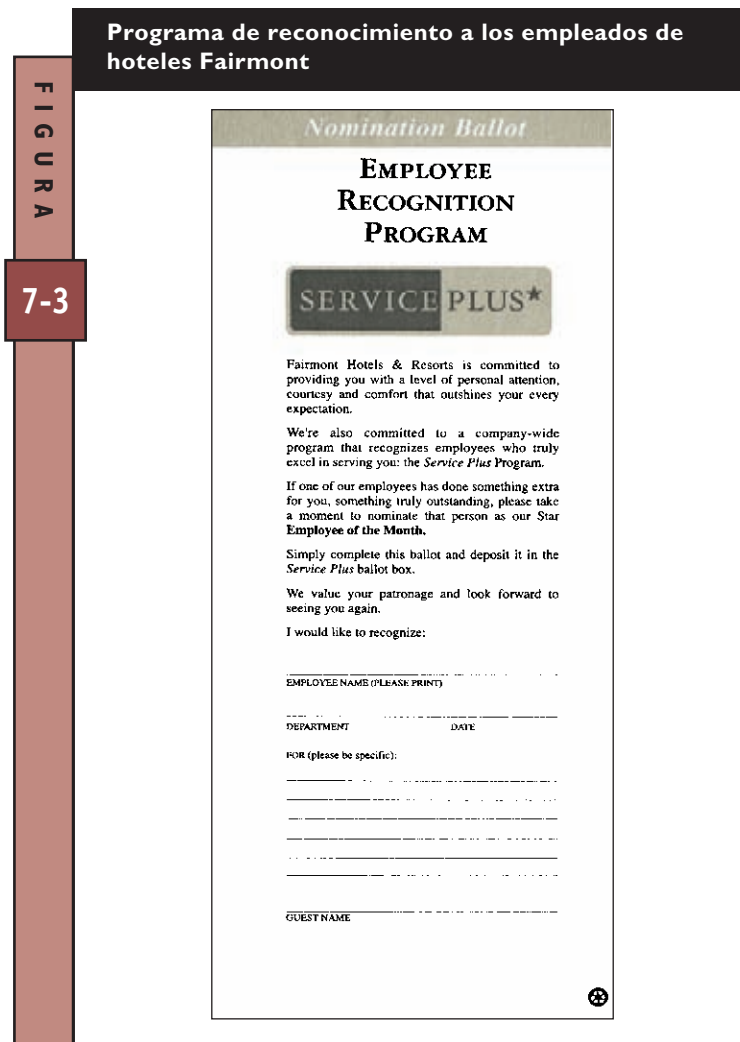 Programa de reconocimiento a los empleados de
hoteles Fairmont
FIGURA
7-3
Nomination Ballot
EMPLOYEE
RECOGNITION
PROGRAM
SERVICE PLUS*
Fairmont Hotels & Resorts is committed to
providing you with a level of personal attention,
courtesy and comfort that outshines your every
expectation.
We're also committed to a company-wide
program that recognizes employees who truly
excel in serving you: the Service Plus Program.
If one of our employees has done something extra
for you, something truly outstanding, please take
a moment to nominate that person as our Star
Employee of the Month.
Simply complete this ballot and deposit it in the
Service Plus ballot box.
We value your patronage and look forward to
seeing you again.
I would like to recognize:
EMPLOYEE NAME (PLEASE PRINT)
DEPARTMENT DATE
FOR (please be specific):
GUEST NAME